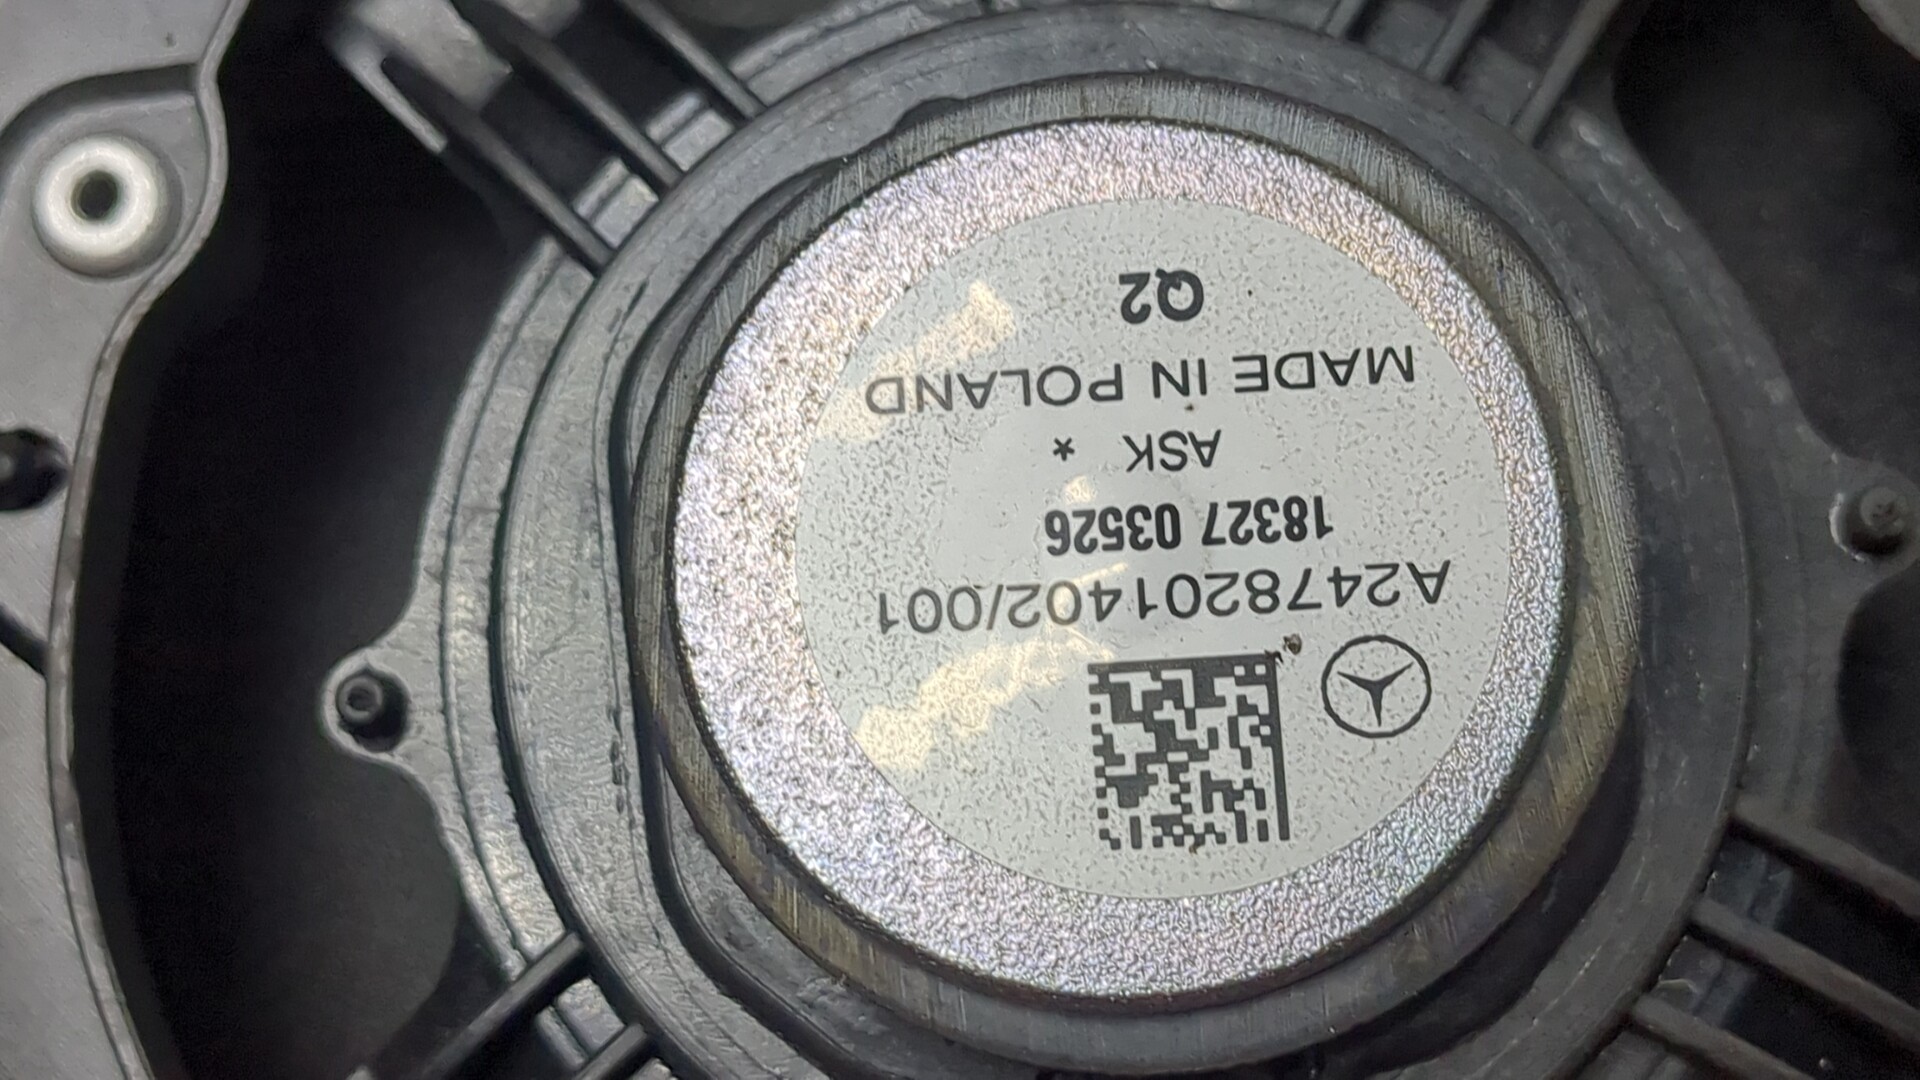 A2478201402/001
18327 03526
ASK *
MADE IN POLAND
Q2